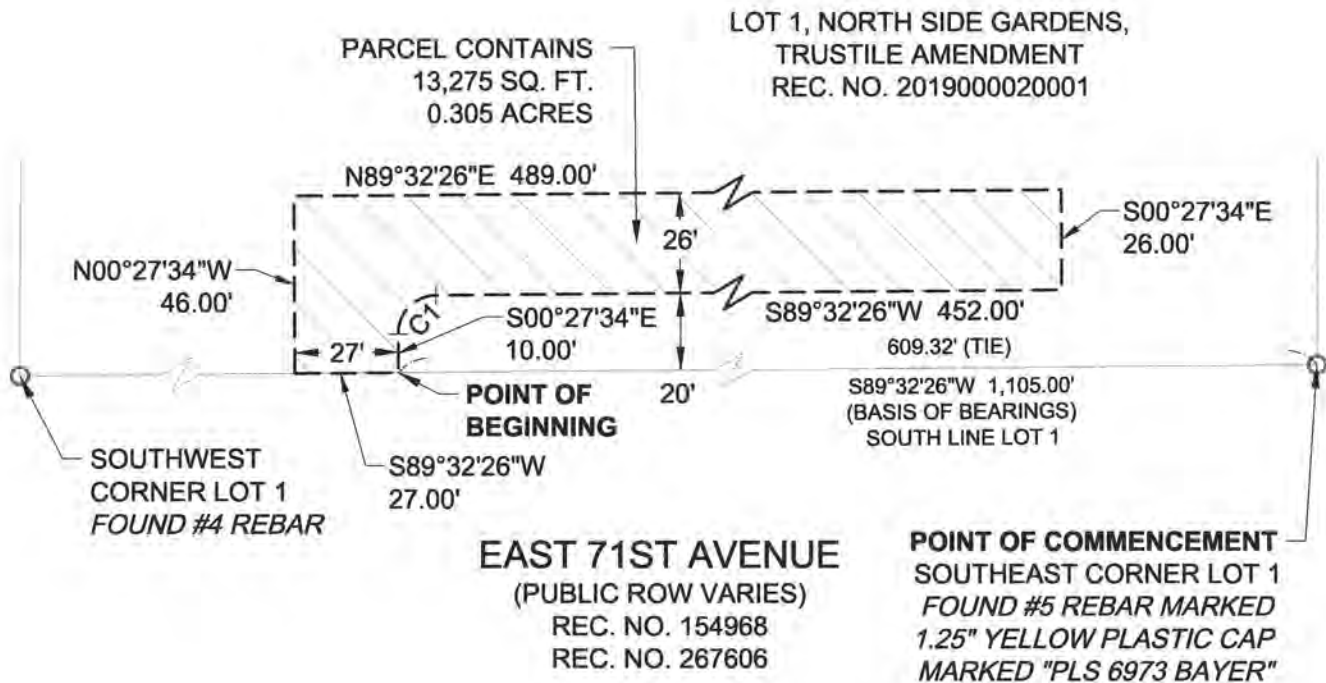 LOT 1, NORTH SIDE GARDENS,
TRUSTILE AMENDMENT
REC. NO. 2019000020001
PARCEL CONTAINS
13,275 SQ. FT.
0.305 ACRES
N89°32'26"E 489.00'
S00°27'34"E
26.00'
26'
N00°27'34"W
46.00'
C1
S00°27'34"E
10.00'
S89°32'26"W 452.00'
27'
609.32' (TIE)
20'
S89°32'26"W 1,105.00'
(BASIS OF BEARINGS)
SOUTH LINE LOT 1
POINT OF
BEGINNING
SOUTHWEST
CORNER LOT 1
FOUND #4 REBAR
S89°32'26"W
27.00'
EAST 71ST AVENUE
(PUBLIC ROW VARIES)
REC. NO. 154968
REC. NO. 267606
POINT OF COMMENCEMENT
SOUTHEAST CORNER LOT 1
FOUND #5 REBAR MARKED
1.25" YELLOW PLASTIC CAP
MARKED "PLS 6973 BAYER"